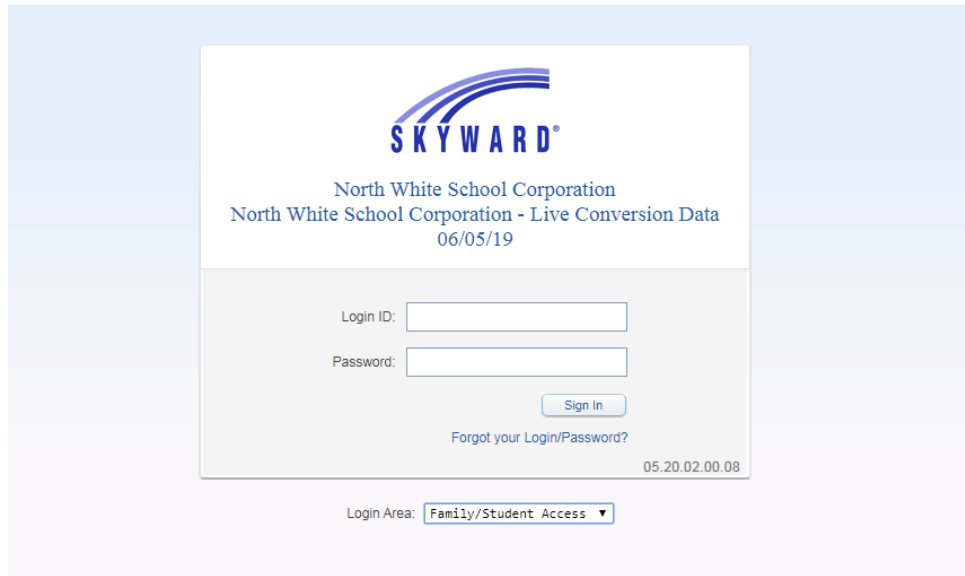 SKYWARD®
North White School Corporation
North White School Corporation - Live Conversion Data
06/05/19
Login ID:
Password:
Sign In
Forgot your Login/Password?
05.20.02.00.08
Login Area: Family/Student Access ▼